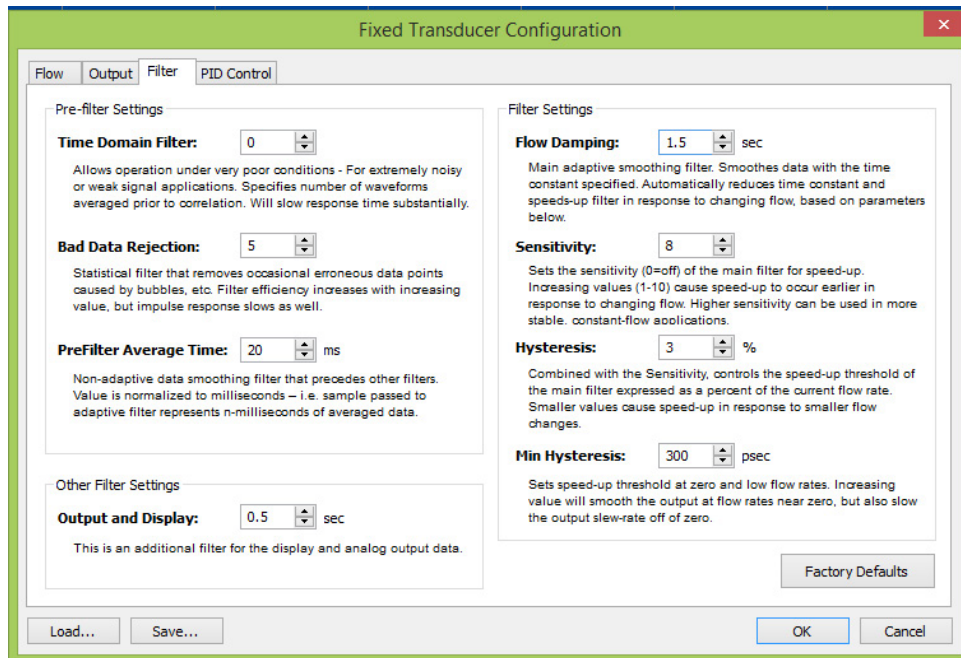 Fixed Transducer Configuration
Flow
Output
Filter
PID Control
Pre-filter Settings
Time Domain Filter:
0
Allows operation under very poor conditions - For extremely noisy
or weak signal applications. Specifies number of waveforms
averaged prior to correlation. Will slow response time substantially.
Bad Data Rejection:
5
Statistical filter that removes occasional erroneous data points
caused by bubbles, etc. Filter efficiency increases with increasing
value, but impulse response slows as well.
PreFilter Average Time:
20
ms
Non-adaptive data smoothing filter that precedes other filters.
Value is normalized to milliseconds – i.e. sample passed to
adaptive filter represents n-milliseconds of averaged data.
Other Filter Settings
Output and Display:
0.5
sec
This is an additional filter for the display and analog output data.
Filter Settings
Flow Damping:
1.5
sec
Main adaptive smoothing filter. Smoothes data with the time
constant specified. Automatically reduces time constant and
speeds-up filter in response to changing flow, based on parameters
below.
Sensitivity:
8
Sets the sensitivity (0=off) of the main filter for speed-up.
Increasing values (1-10) cause speed-up to occur earlier in
response to changing flow. Higher sensitivity can be used in more
stable, constant-flow applications.
Hysteresis:
3
%
Combined with the Sensitivity, controls the speed-up threshold of
the main filter expressed as a percent of the current flow rate.
Smaller values cause speed-up in response to smaller flow
changes.
Min Hysteresis:
300
psec
Sets speed-up threshold at zero and low flow rates. Increasing
value will smooth the output at flow rates near zero, but also slow
the output slew-rate off of zero.
Factory Defaults
Load...
Save...
OK
Cancel